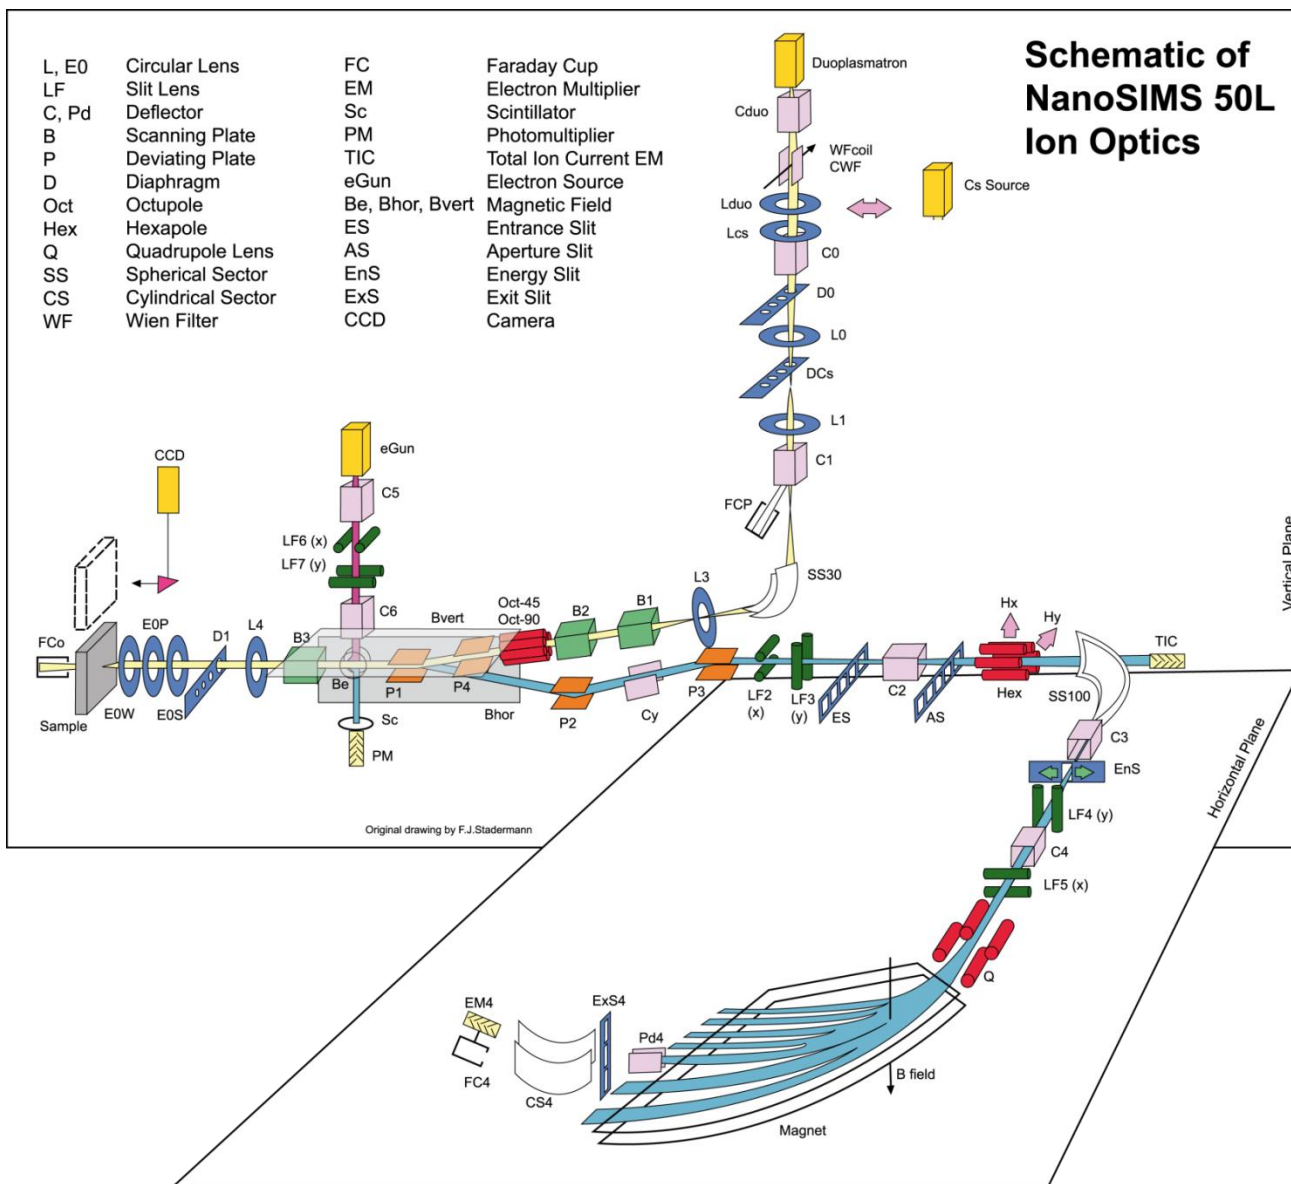 Schematic of
NanoSIMS 50L
Ion Optics
L, E0 Circular Lens
LF Slit Lens
C, Pd Deflector
B Scanning Plate
P Deviating Plate
D Diaphragm
Oct Octupole
Hex Hexapole
Q Quadrupole Lens
SS Spherical Sector
CS Cylindrical Sector
WF Wien Filter
FC Faraday Cup
EM Electron Multiplier
Sc Scintillator
PM Photomultiplier
TIC Total Ion Current EM
eGun Electron Source
Be, Bhor, Bvert Magnetic Field
ES Entrance Slit
AS Aperture Slit
EnS Energy Slit
ExS Exit Slit
CCD Camera
Duoplasmatron
Cduo
WFcoil
CWF
Cs Source
Lduo
Lcs
C0
D0
L0
DCs
L1
C1
FCP
SS30
eGun
CCD
C5
LF6 (x)
LF7 (y)
C6
Bvert
Oct-45
Oct-90
B2
B1
L3
FCo
E0P
D1
L4
B3
Be
P1
P4
Bhor
P2
Cy
P3
LF2
(x)
LF3
(y)
ES
C2
AS
Hx
Hy
Hex
TIC
SS100
Sample
E0W
E0S
Sc
PM
C3
EnS
LF4 (y)
C4
LF5 (x)
Q
Vertical Plane
Horizontal Plane
Original drawing by F.J.Stadermann
EM4
FC4
CS4
ExS4
Pd4
B field
Magnet